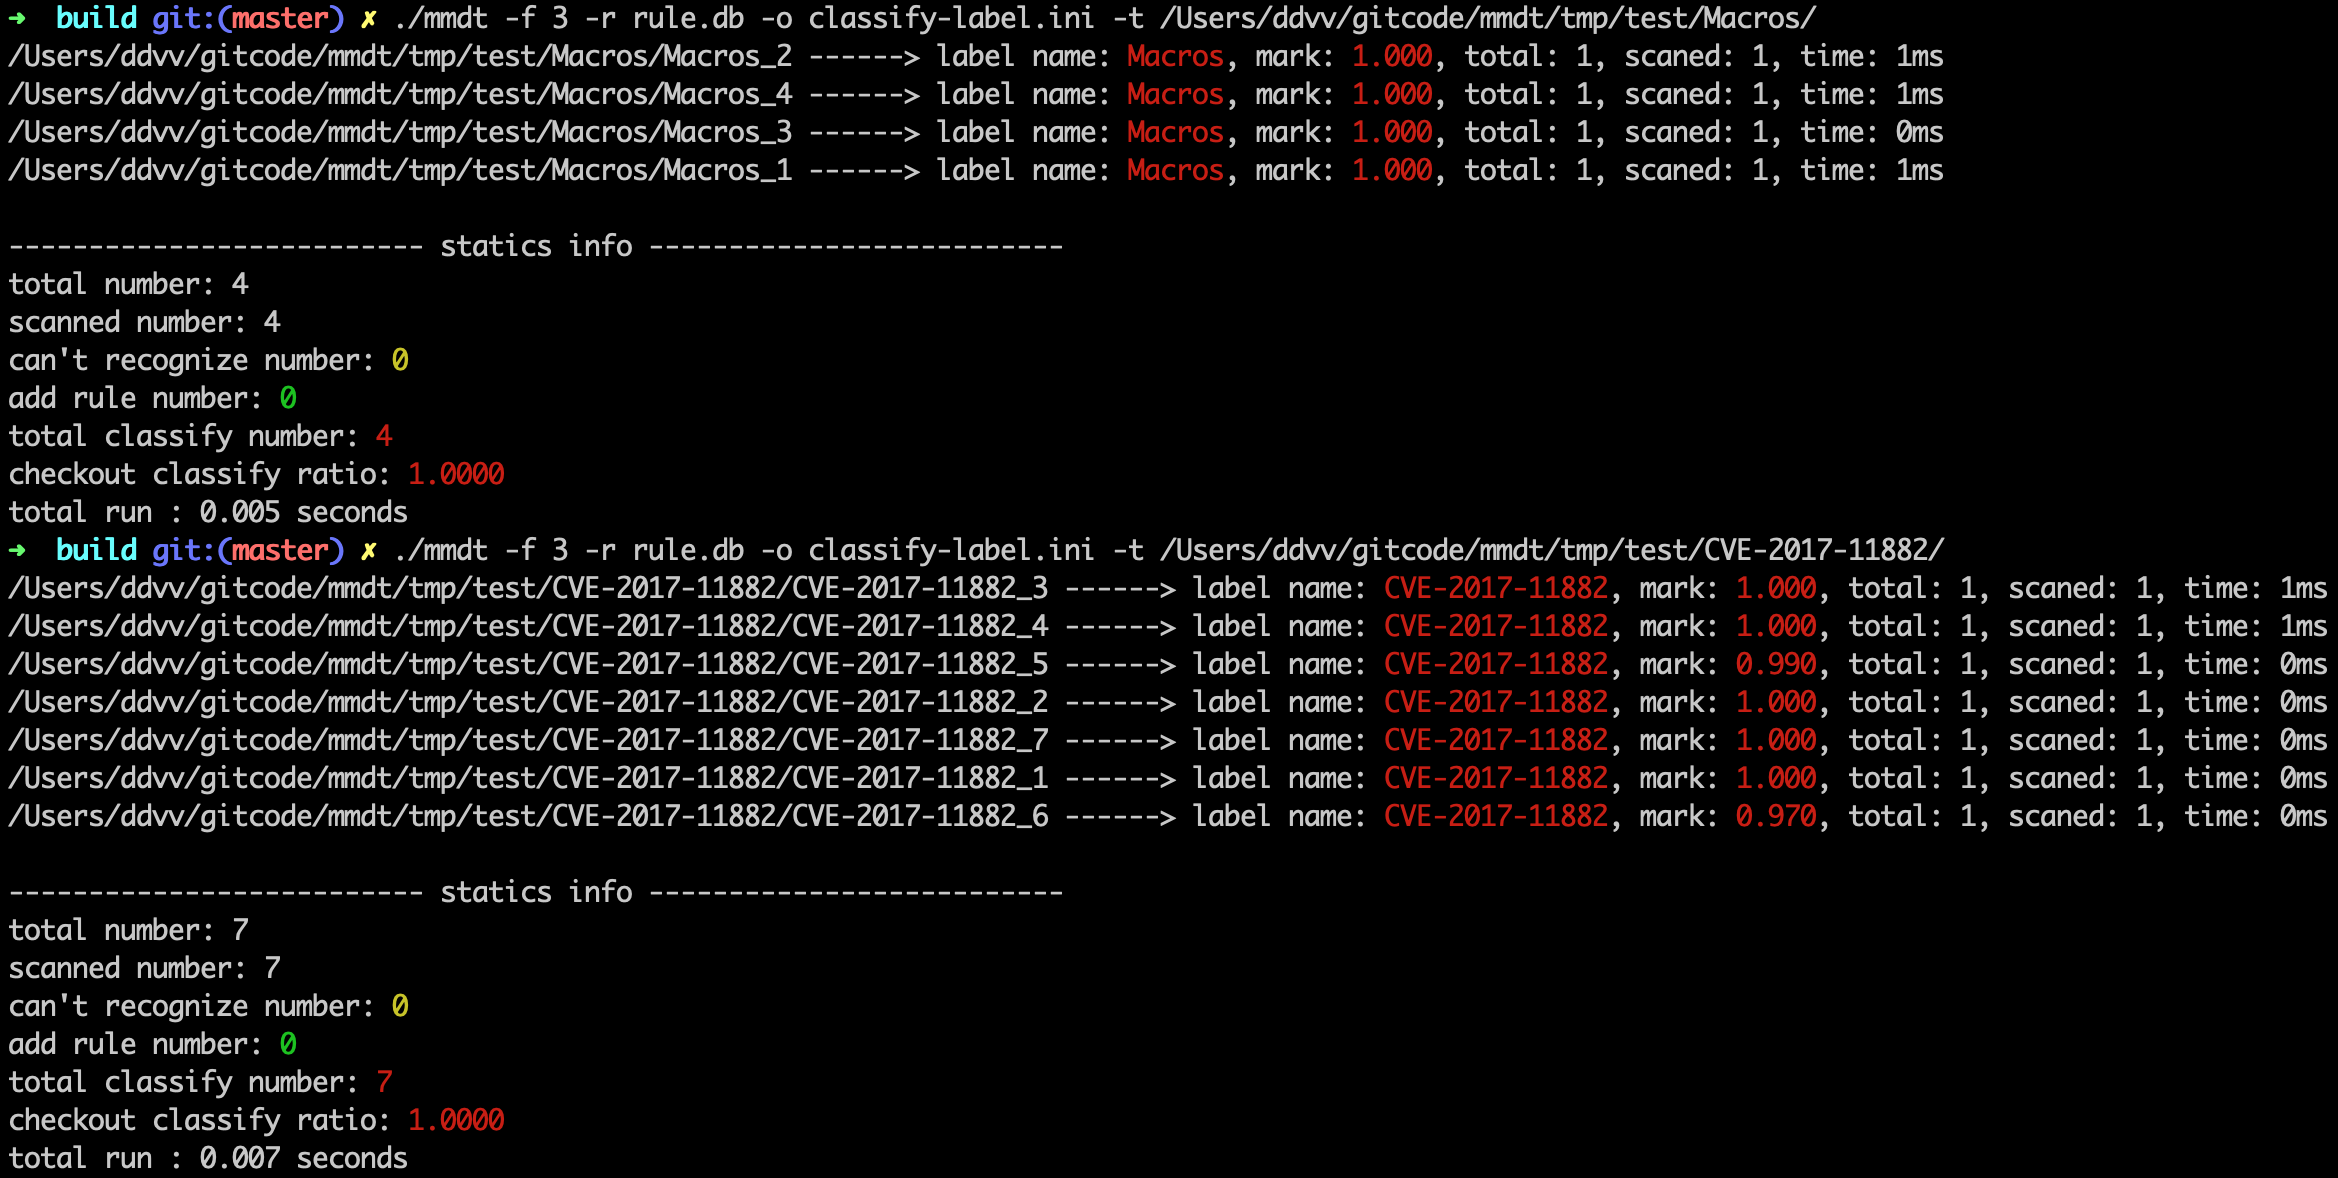 ➜  build git:(master) ✗ ./mmdt -f 3 -r rule.db -o classify-label.ini -t /Users/ddvv/gitcode/mmdt/tmp/test/Macros/
/Users/ddvv/gitcode/mmdt/tmp/test/Macros/Macros_2 ------> label name: Macros, mark: 1.000, total: 1, scaned: 1, time: 1ms
/Users/ddvv/gitcode/mmdt/tmp/test/Macros/Macros_4 ------> label name: Macros, mark: 1.000, total: 1, scaned: 1, time: 1ms
/Users/ddvv/gitcode/mmdt/tmp/test/Macros/Macros_3 ------> label name: Macros, mark: 1.000, total: 1, scaned: 1, time: 0ms
/Users/ddvv/gitcode/mmdt/tmp/test/Macros/Macros_1 ------> label name: Macros, mark: 1.000, total: 1, scaned: 1, time: 1ms
-------------------------- statics info --------------------------
total number: 4
scanned number: 4
can't recognize number: 0
add rule number: 0
total classify number: 4
checkout classify ratio: 1.0000
total run : 0.005 seconds
➜  build git:(master) ✗ ./mmdt -f 3 -r rule.db -o classify-label.ini -t /Users/ddvv/gitcode/mmdt/tmp/test/CVE-2017-11882/
/Users/ddvv/gitcode/mmdt/tmp/test/CVE-2017-11882/CVE-2017-11882_3 ------> label name: CVE-2017-11882, mark: 1.000, total: 1, scaned: 1, time: 1ms
/Users/ddvv/gitcode/mmdt/tmp/test/CVE-2017-11882/CVE-2017-11882_4 ------> label name: CVE-2017-11882, mark: 1.000, total: 1, scaned: 1, time: 1ms
/Users/ddvv/gitcode/mmdt/tmp/test/CVE-2017-11882/CVE-2017-11882_5 ------> label name: CVE-2017-11882, mark: 0.990, total: 1, scaned: 1, time: 0ms
/Users/ddvv/gitcode/mmdt/tmp/test/CVE-2017-11882/CVE-2017-11882_2 ------> label name: CVE-2017-11882, mark: 1.000, total: 1, scaned: 1, time: 0ms
/Users/ddvv/gitcode/mmdt/tmp/test/CVE-2017-11882/CVE-2017-11882_7 ------> label name: CVE-2017-11882, mark: 1.000, total: 1, scaned: 1, time: 0ms
/Users/ddvv/gitcode/mmdt/tmp/test/CVE-2017-11882/CVE-2017-11882_1 ------> label name: CVE-2017-11882, mark: 1.000, total: 1, scaned: 1, time: 0ms
/Users/ddvv/gitcode/mmdt/tmp/test/CVE-2017-11882/CVE-2017-11882_6 ------> label name: CVE-2017-11882, mark: 0.970, total: 1, scaned: 1, time: 0ms
-------------------------- statics info --------------------------
total number: 7
scanned number: 7
can't recognize number: 0
add rule number: 0
total classify number: 7
checkout classify ratio: 1.0000
total run : 0.007 seconds